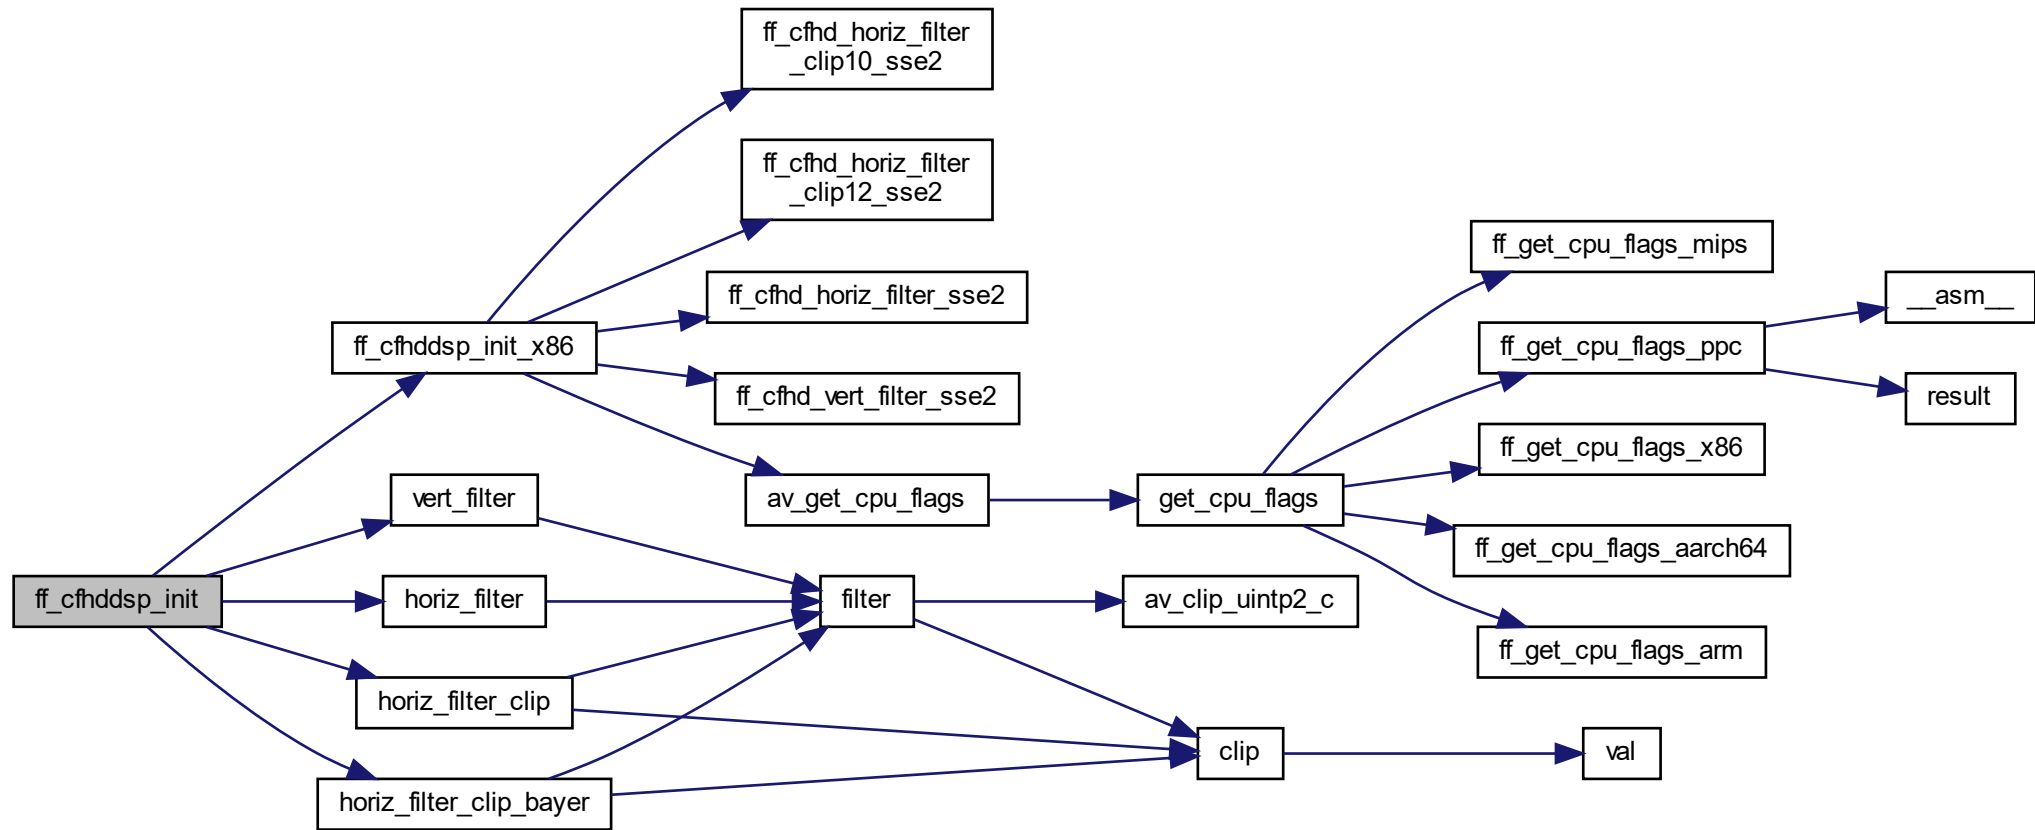 ff_cfhd_horiz_filter
_clip10_sse2
ff_cfhd_horiz_filter
_clip12_sse2
ff_get_cpu_flags_mips
ff_cfhd_horiz_filter_sse2
__asm__
ff_cfhddsp_init_x86
ff_get_cpu_flags_ppc
ff_cfhd_vert_filter_sse2
result
ff_get_cpu_flags_x86
vert_filter
av_get_cpu_flags
get_cpu_flags
ff_get_cpu_flags_aarch64
ff_cfhddsp_init
horiz_filter
filter
av_clip_uintp2_c
ff_get_cpu_flags_arm
horiz_filter_clip
clip
val
horiz_filter_clip_bayer